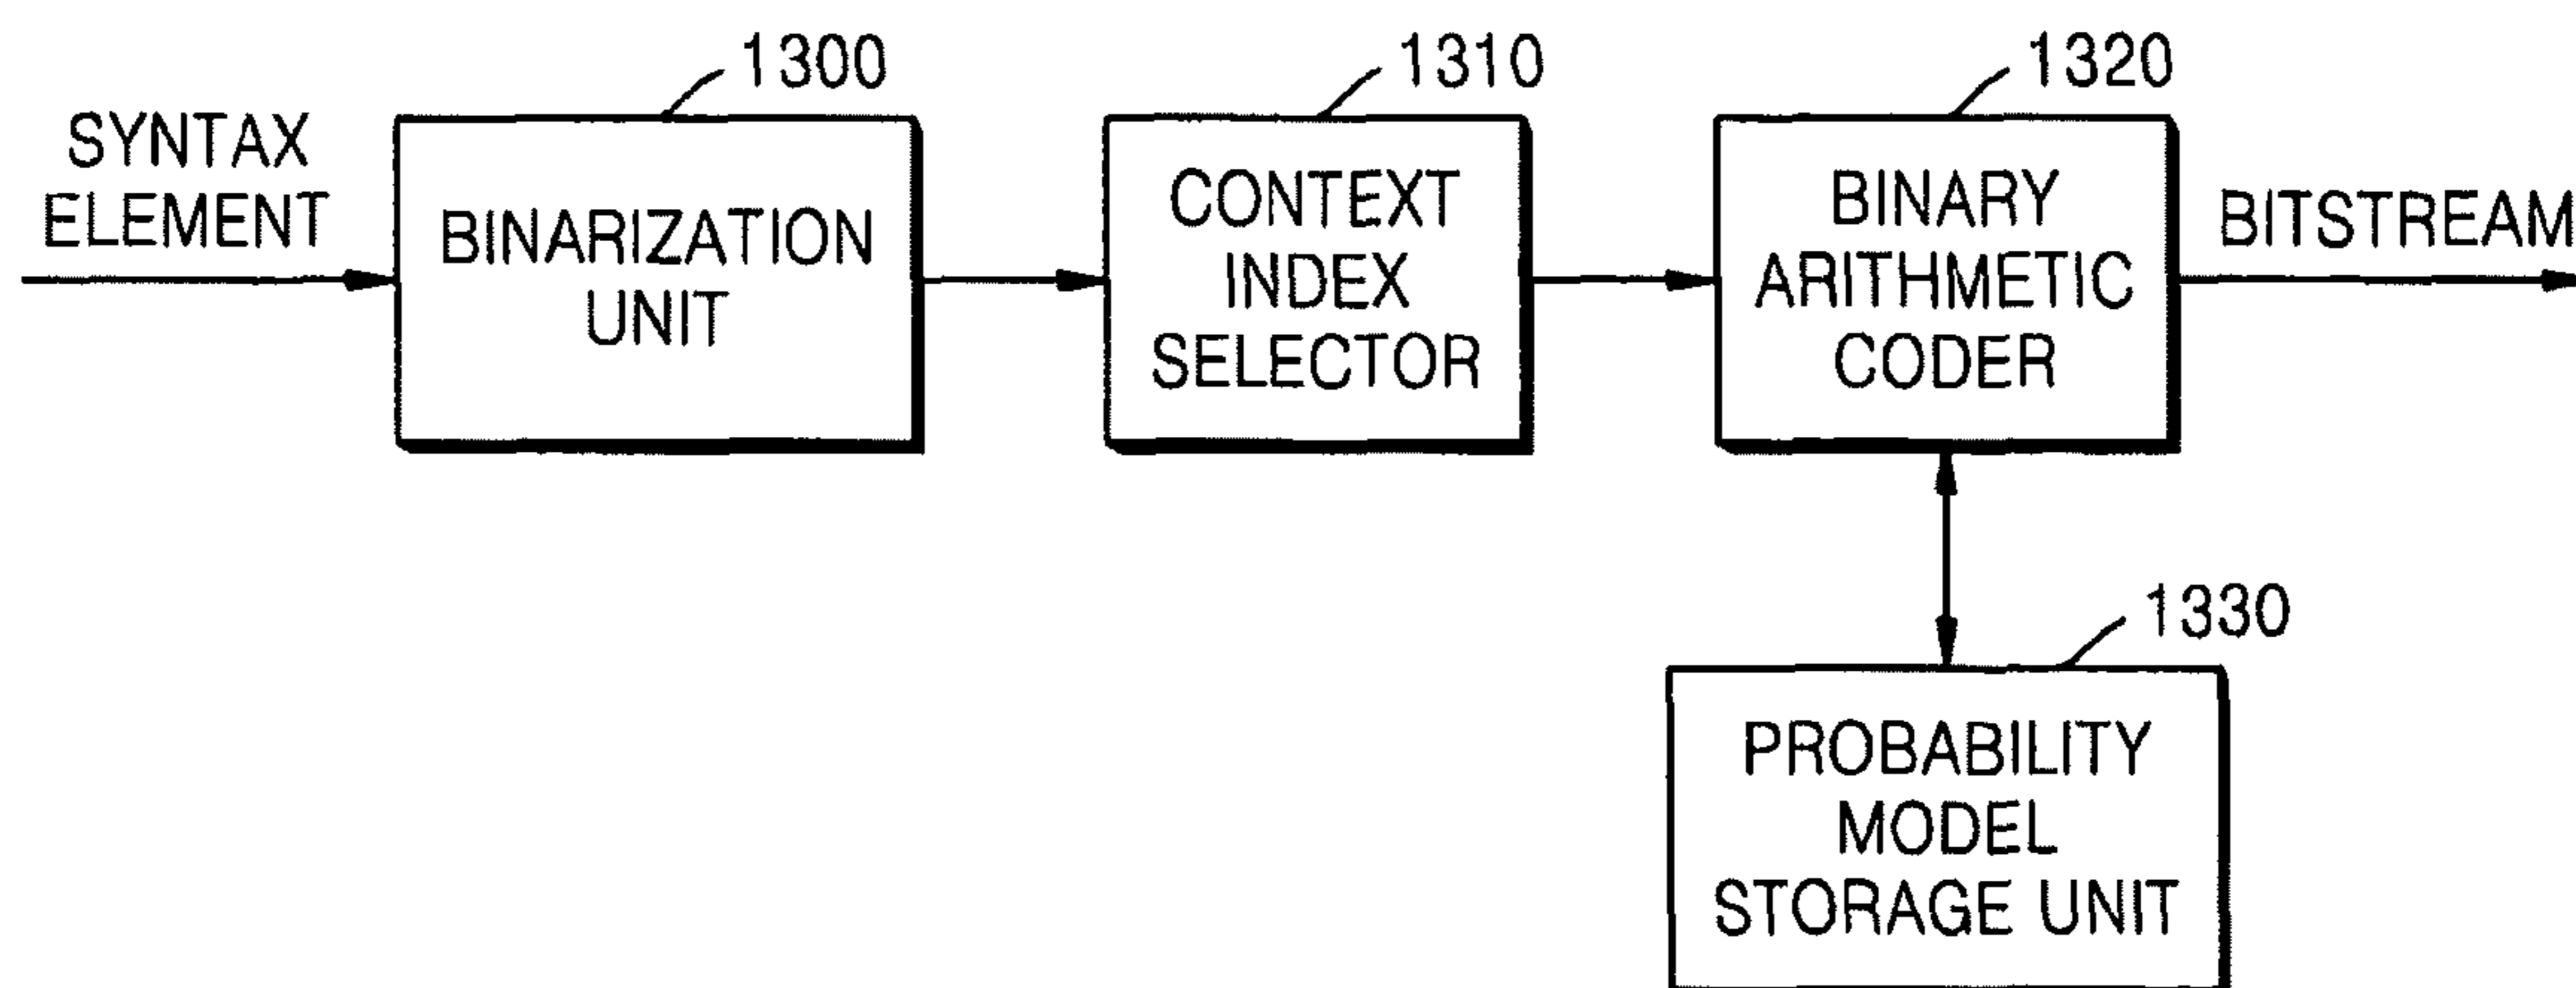 1300
1310
1320
SYNTAX
ELEMENT
BINARIZATION
UNIT
CONTEXT
INDEX
SELECTOR
BINARY
ARITHMETIC
CODER
BITSTREAM
1330
PROBABILITY
MODEL
STORAGE UNIT